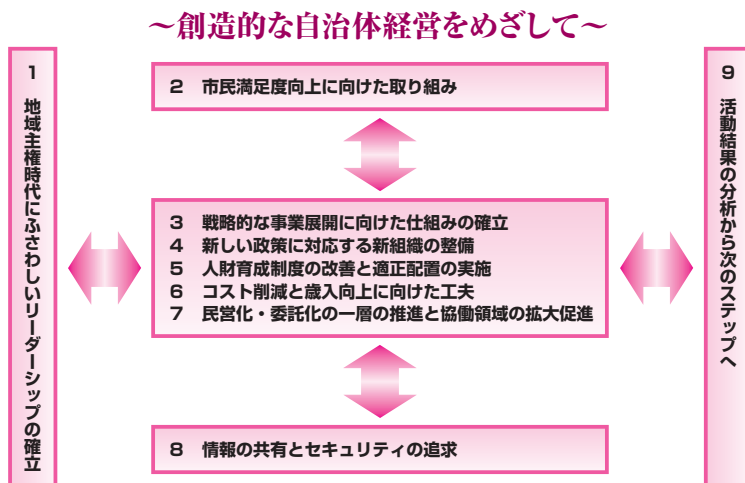 ～創造的な自治体経営をめざして～
1 地域主権時代にふさわしいリーダーシップの確立
2 市民満足度向上に向けた取り組み
3 戦略的な事業展開に向けた仕組みの確立
4 新しい政策に対応する新組織の整備
5 人財育成制度の改善と適正配置の実施
6 コスト削減と歳入向上に向けた工夫
7 民営化・委託化の一層の推進と協働領域の拡大促進
8 情報の共有とセキュリティの追求
9 活動結果の分析から次のステップへ